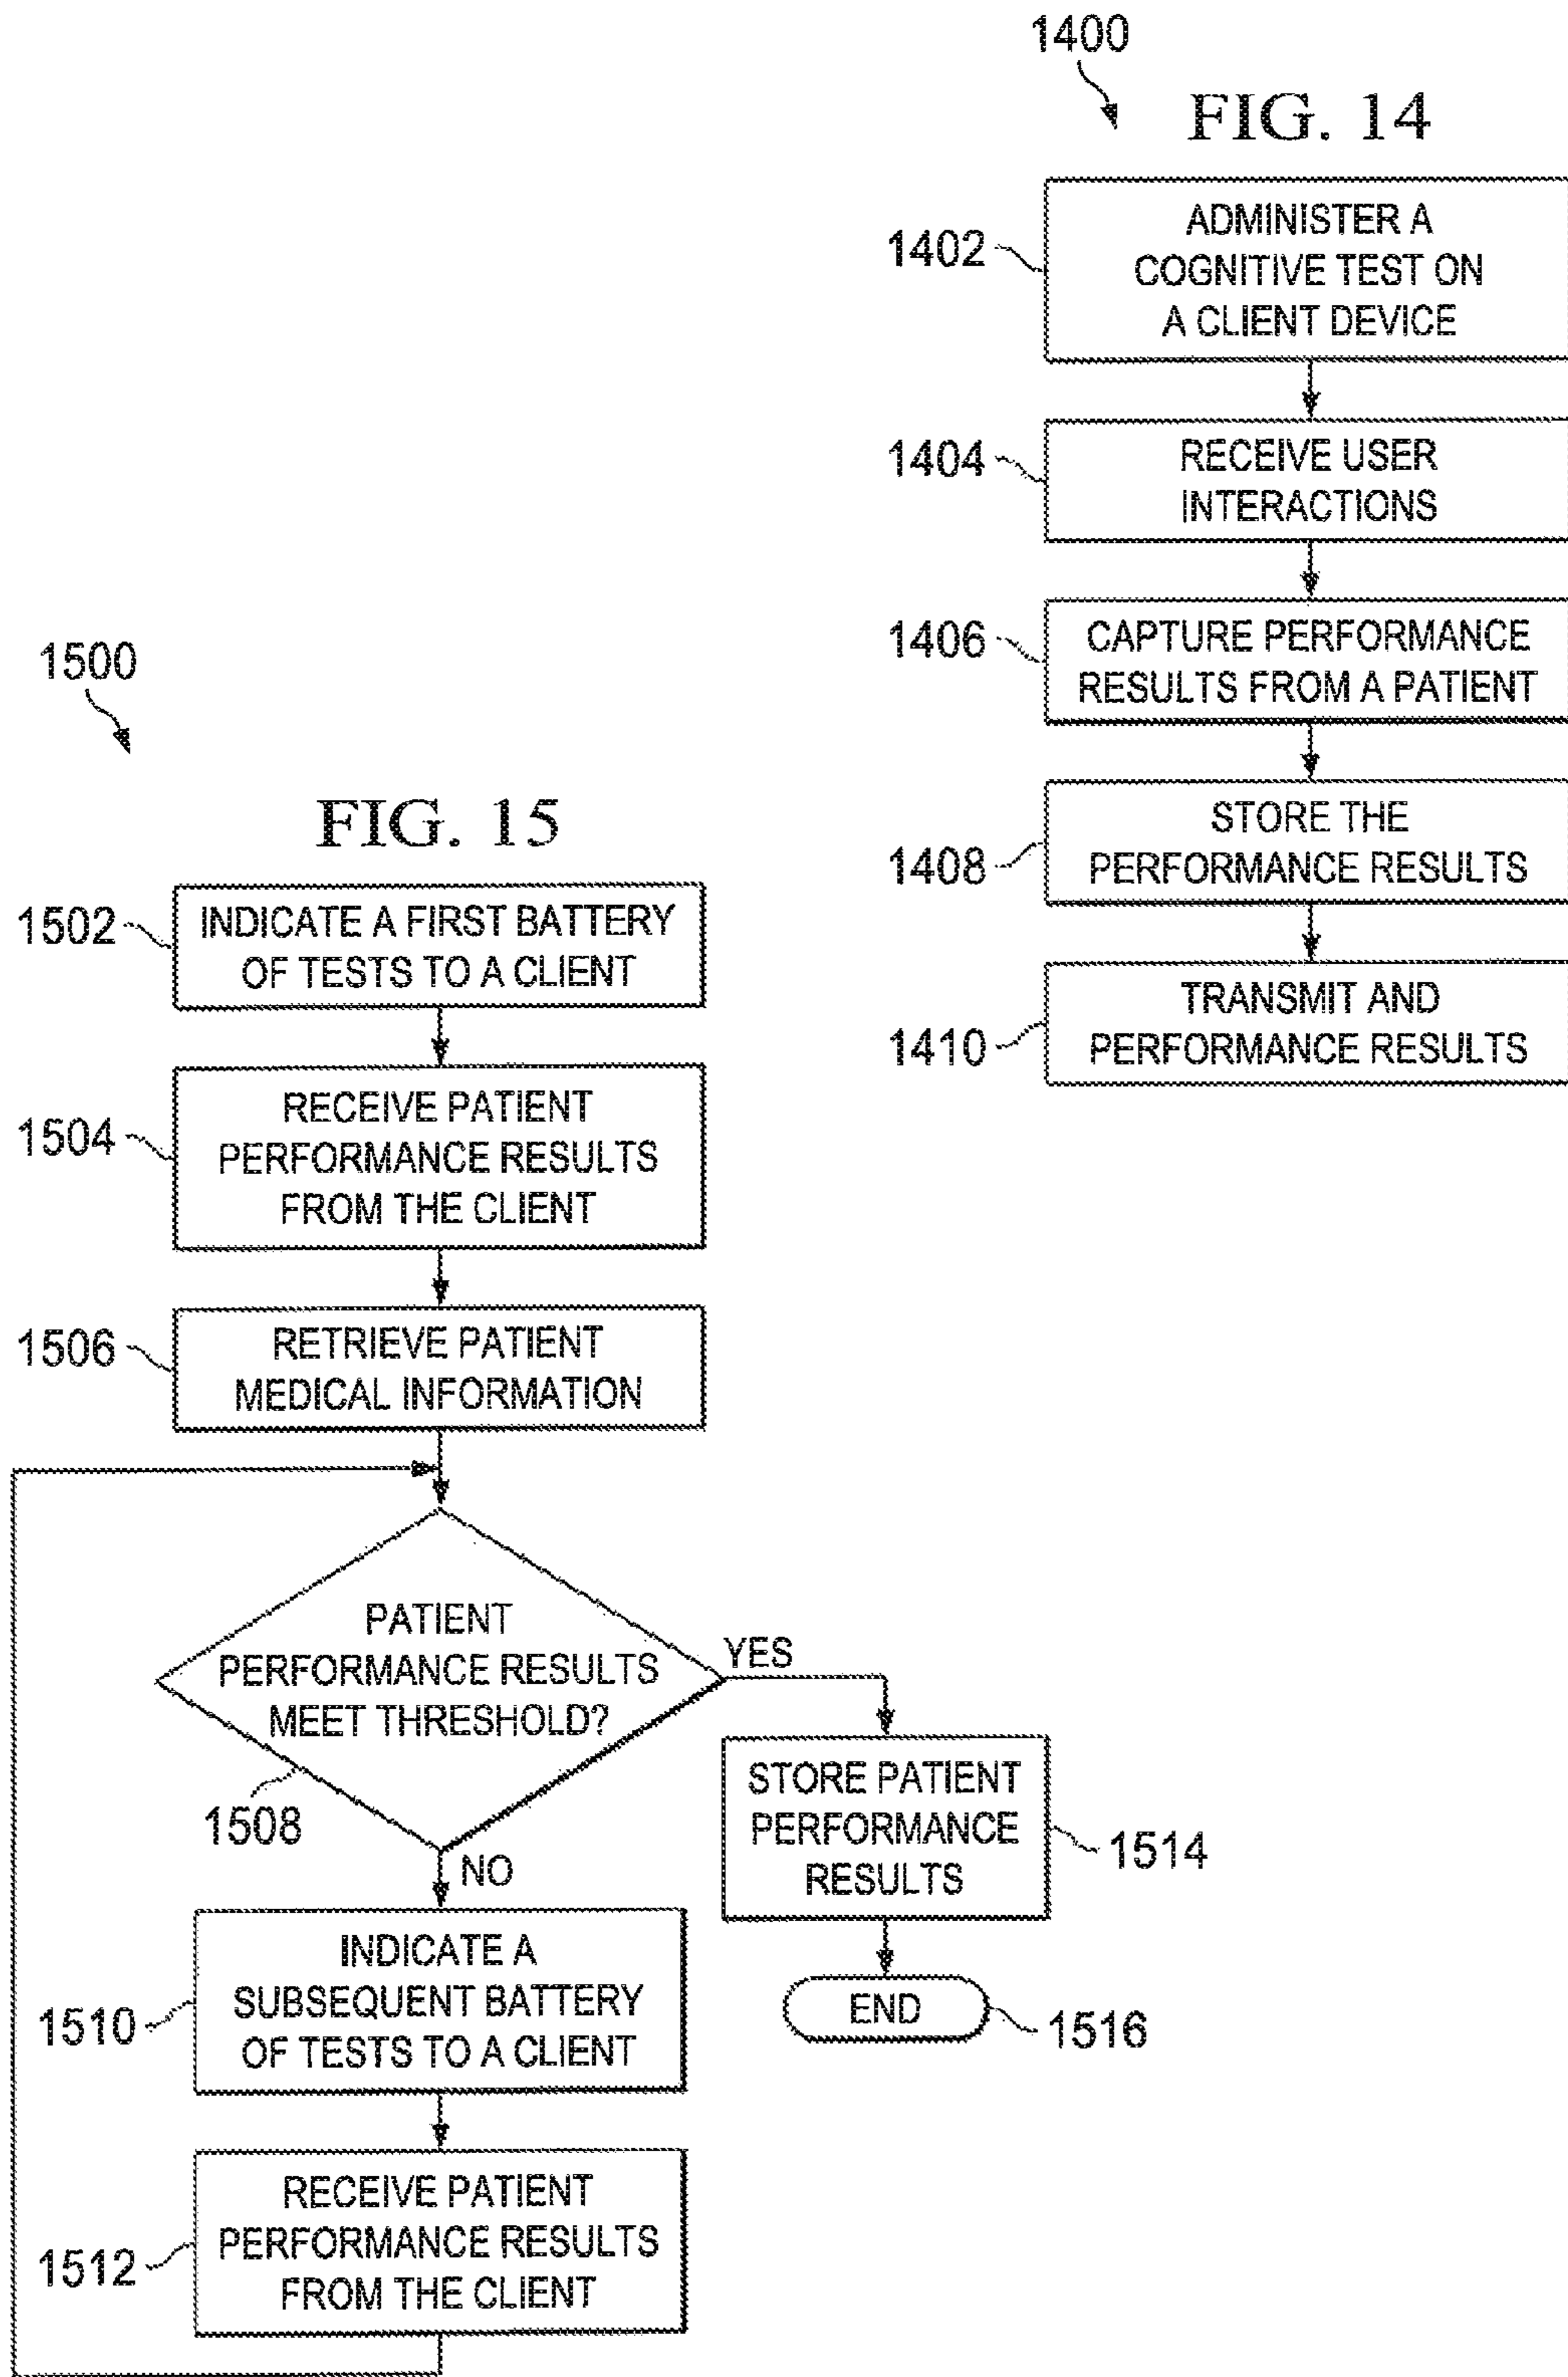 1400
FIG. 14
1402
ADMINISTER A
COGNITIVE TEST ON
A CLIENT DEVICE
1404
RECEIVE USER
INTERACTIONS
1406
CAPTURE PERFORMANCE
RESULTS FROM A PATIENT
1408
STORE THE
PERFORMANCE RESULTS
1410
TRANSMIT AND
PERFORMANCE RESULTS
1500
FIG. 15
1502
INDICATE A FIRST BATTERY
OF TESTS TO A CLIENT
1504
RECEIVE PATIENT
PERFORMANCE RESULTS
FROM THE CLIENT
1506
RETRIEVE PATIENT
MEDICAL INFORMATION
PATIENT
PERFORMANCE RESULTS
MEET THRESHOLD?
1508
YES
NO
STORE PATIENT
PERFORMANCE
RESULTS
1514
END
1516
1510
INDICATE A
SUBSEQUENT BATTERY
OF TESTS TO A CLIENT
1512
RECEIVE PATIENT
PERFORMANCE RESULTS
FROM THE CLIENT